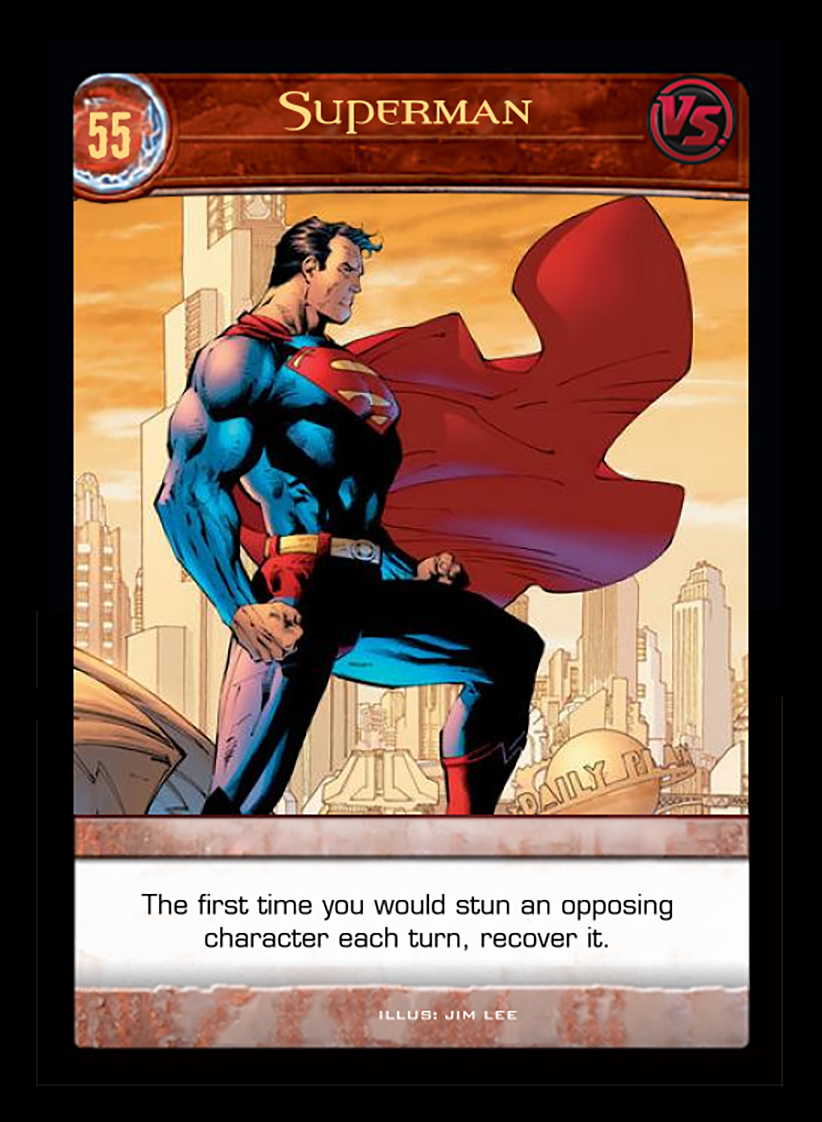 55
Superman
VS.
DAILY PLAN
The first time you would stun an opposing
character each turn, recover it.
ILLUS: JIM LEE